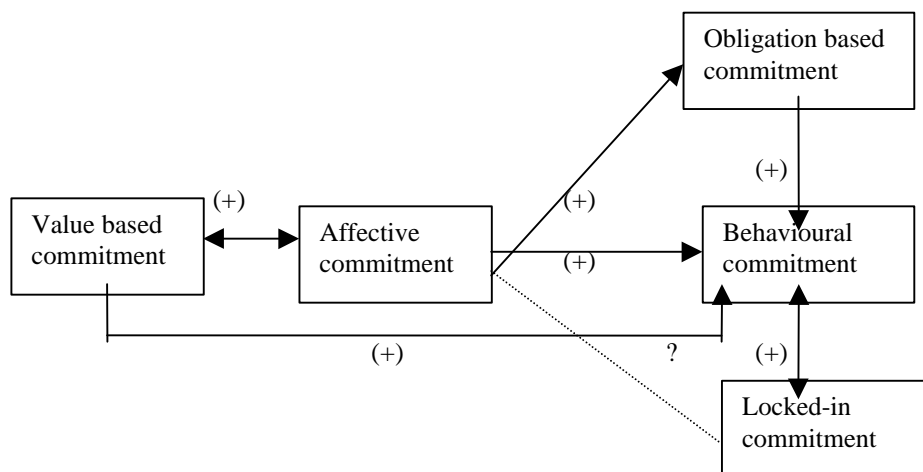 Obligation based
commitment
(+)
(+)
(+)
Value based
commitment
Affective
commitment
Behavioural
commitment
(+)
(+)
?
(+)
Locked-in
commitment